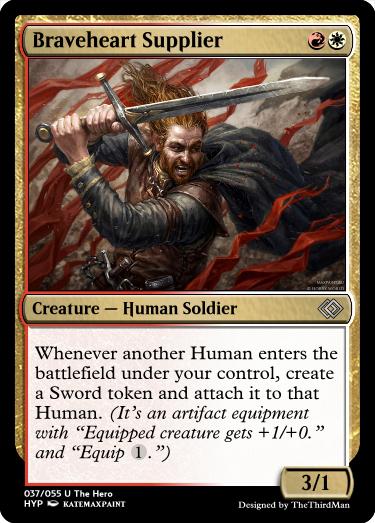 Braveheart Supplier
Creature — Human Soldier
Whenever another Human enters the
battlefield under your control, create
a Sword token and attach it to that
Human. (It's an artifact equipment
with "Equipped creature gets +1/+0."
and "Equip 1.")
3/1
037/055 U The Hero
HYP KATEMAXPAINT
Designed by TheThirdMan